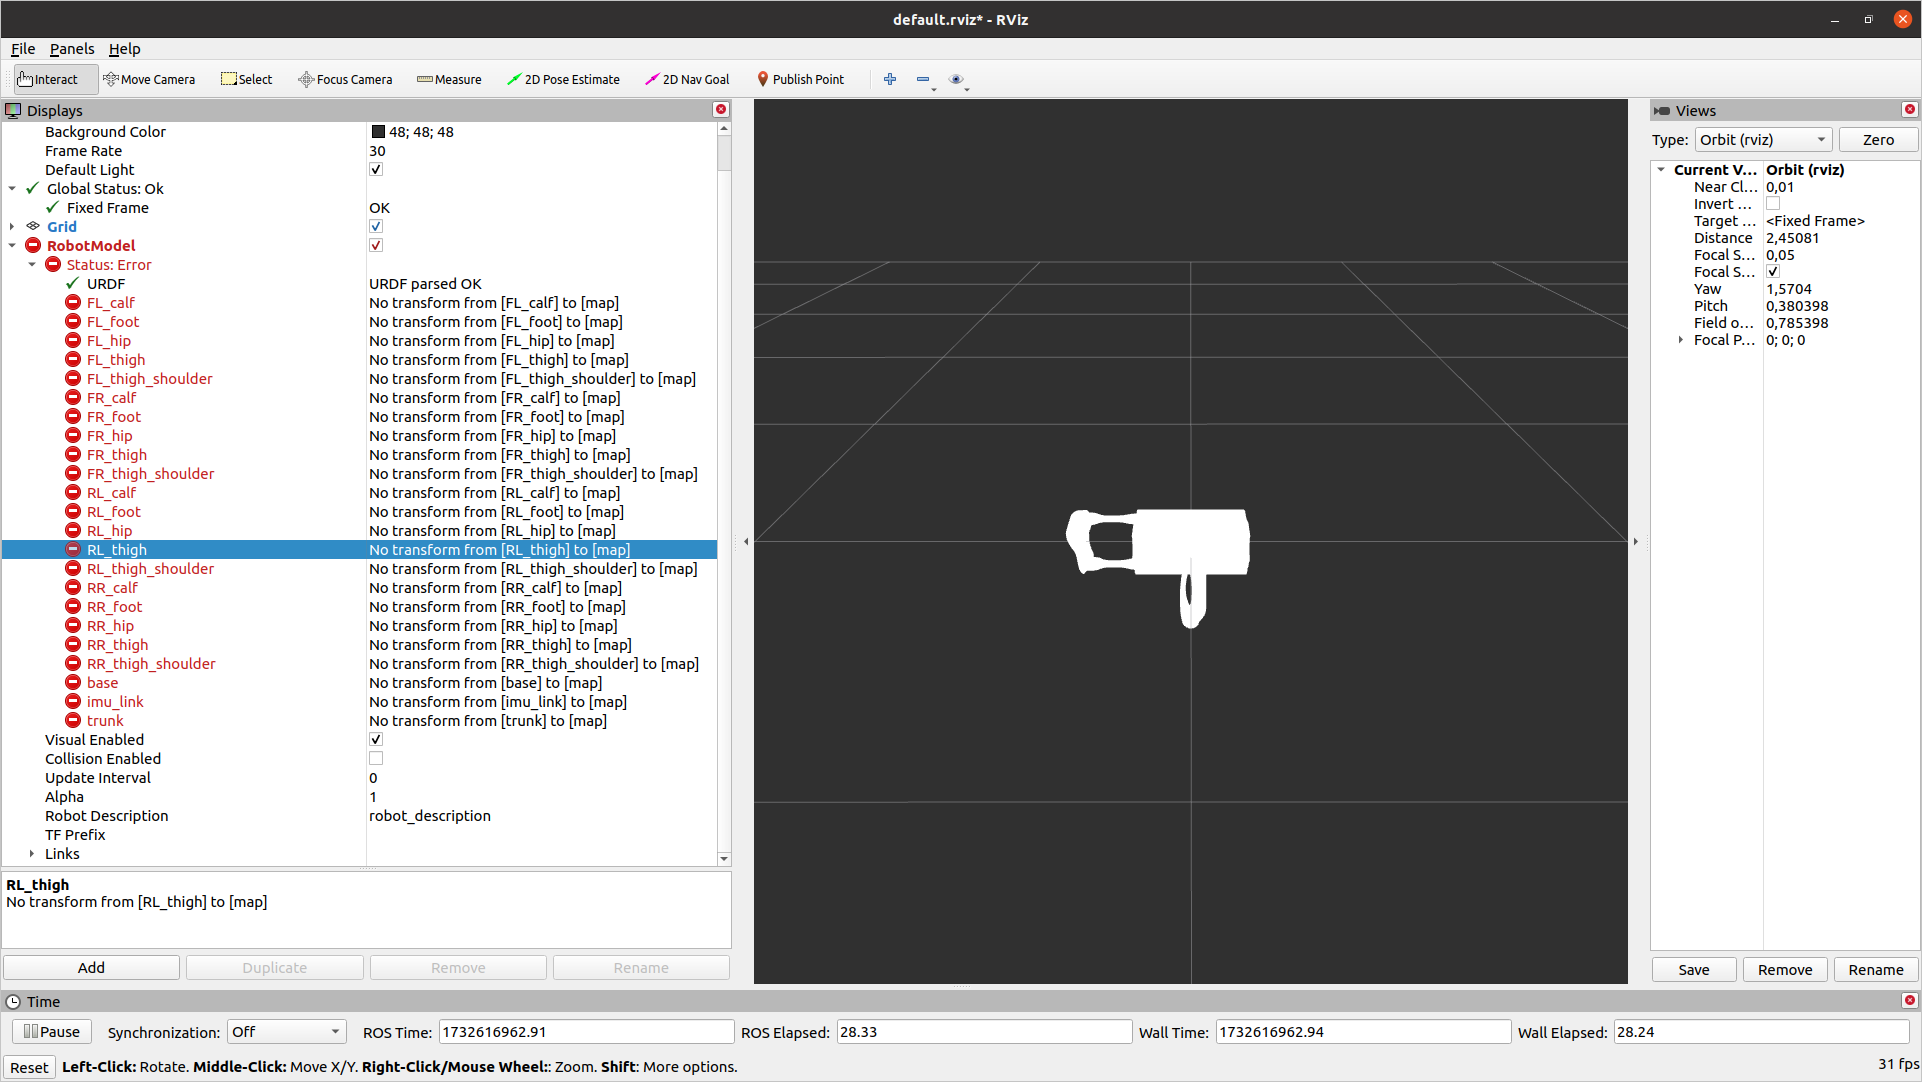 default.rviz* - RViz
File Panels Help
Interact Move Camera Select Focus Camera Measure 2D Pose Estimate 2D Nav Goal Publish Point
Displays
Background Color 48; 48; 48
Frame Rate 30
Default Light
Global Status: Ok
Fixed Frame OK
Grid
RobotModel
Status: Error
URDF URDF parsed OK
FL_calf No transform from [FL_calf] to [map]
FL_foot No transform from [FL_foot] to [map]
FL_hip No transform from [FL_hip] to [map]
FL_thigh No transform from [FL_thigh] to [map]
FL_thigh_shoulder No transform from [FL_thigh_shoulder] to [map]
FR_calf No transform from [FR_calf] to [map]
FR_foot No transform from [FR_foot] to [map]
FR_hip No transform from [FR_hip] to [map]
FR_thigh No transform from [FR_thigh] to [map]
FR_thigh_shoulder No transform from [FR_thigh_shoulder] to [map]
RL_calf No transform from [RL_calf] to [map]
RL_foot No transform from [RL_foot] to [map]
RL_hip No transform from [RL_hip] to [map]
RL_thigh No transform from [RL_thigh] to [map]
RL_thigh_shoulder No transform from [RL_thigh_shoulder] to [map]
RR_calf No transform from [RR_calf] to [map]
RR_foot No transform from [RR_foot] to [map]
RR_hip No transform from [RR_hip] to [map]
RR_thigh No transform from [RR_thigh] to [map]
RR_thigh_shoulder No transform from [RR_thigh_shoulder] to [map]
base No transform from [base] to [map]
imu_link No transform from [imu_link] to [map]
trunk No transform from [trunk] to [map]
Visual Enabled
Collision Enabled
Update Interval 0
Alpha 1
Robot Description robot_description
TF Prefix
Links
RL_thigh
No transform from [RL_thigh] to [map]
Add Duplicate Remove Rename
Views
Type: Orbit (rviz) Zero
Current V... Orbit (rviz)
Near Cl... 0,01
Invert ...
Target ... <Fixed Frame>
Distance 2,45081
Focal S... 0,05
Focal S...
Yaw 1,5704
Pitch 0,380398
Field o... 0,785398
Focal P... 0; 0; 0
Save Remove Rename
Time
Pause Synchronization: Off ROS Time: 1732616962.91 ROS Elapsed: 28.33 Wall Time: 1732616962.94 Wall Elapsed: 28.24
Reset Left-Click: Rotate. Middle-Click: Move X/Y. Right-Click/Mouse Wheel:: Zoom. Shift: More options. 31 fps